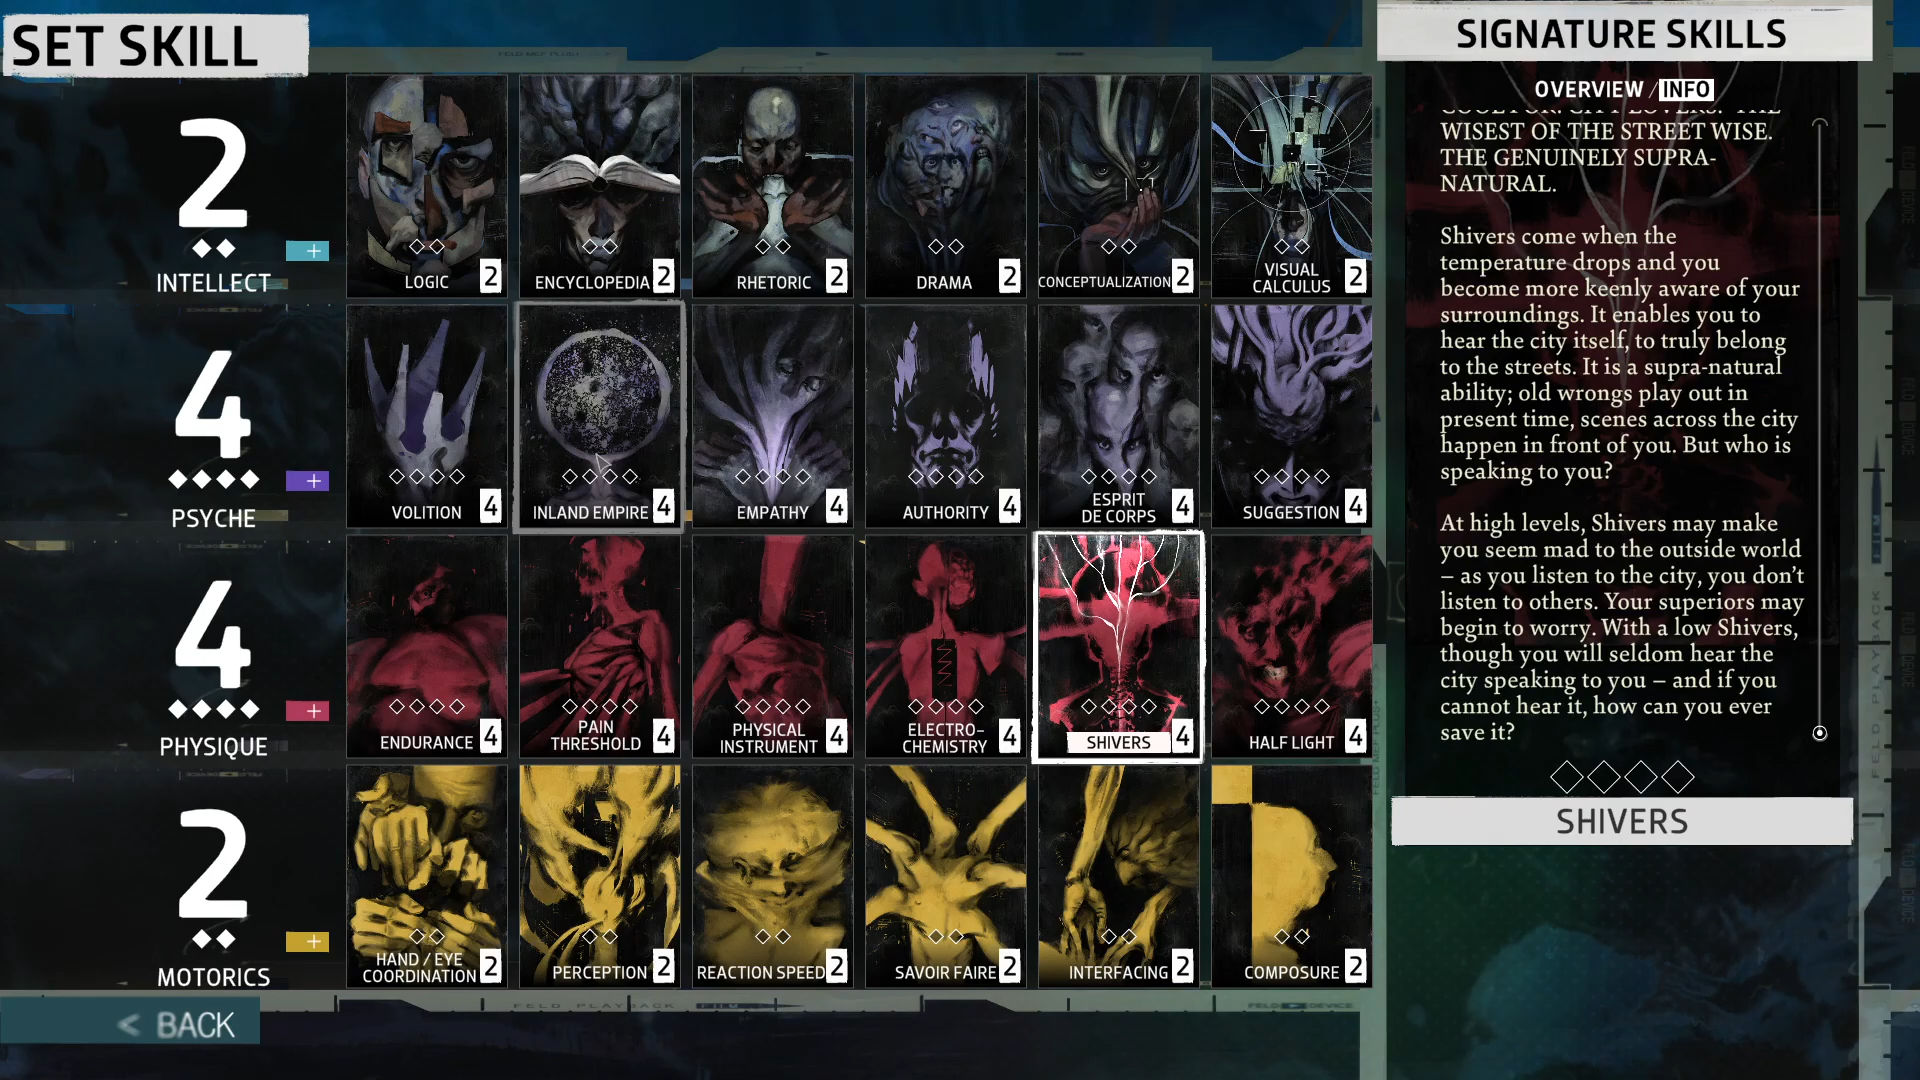 SET SKILL
SIGNATURE SKILLS
OVERVIEW / INFO
2
INTELLECT
+
LOGIC 2
ENCYCLOPEDIA 2
RHETORIC 2
DRAMA 2
CONCEPTUALIZATION 2
VISUAL
CALCULUS 2
4
PSYCHE
+
VOLITION 4
INLAND EMPIRE 4
EMPATHY 4
AUTHORITY 4
ESPRIT
DE CORPS 4
SUGGESTION 4
4
PHYSIQUE
+
ENDURANCE 4
PAIN
THRESHOLD 4
PHYSICAL
INSTRUMENT 4
ELECTRO-
CHEMISTRY 4
SHIVERS 4
HALF LIGHT 4
2
MOTORICS
+
HAND / EYE
COORDINATION 2
PERCEPTION 2
REACTION SPEED 2
SAVOIR FAIRE 2
INTERFACING 2
COMPOSURE 2
< BACK
WISEST OF THE STREET WISE.
THE GENUINELY SUPRA-
NATURAL.
Shivers come when the
temperature drops and you
become more keenly aware of your
surroundings. It enables you to
hear the city itself, to truly belong
to the streets. It is a supra-natural
ability; old wrongs play out in
present time, scenes across the city
happen in front of you. But who is
speaking to you?
At high levels, Shivers may make
you seem mad to the outside world
– as you listen to the city, you don't
listen to others. Your superiors may
begin to worry. With a low Shivers,
though you will seldom hear the
city speaking to you – and if you
cannot hear it, how can you ever
save it?
SHIVERS
FELD PLAYBACK